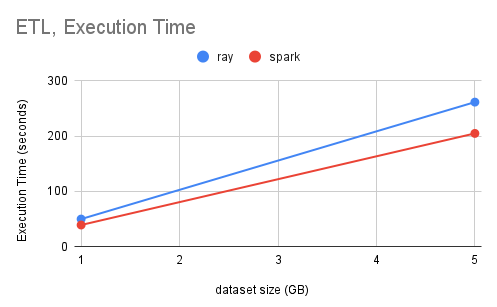 ETL, Execution Time
ray spark
Execution Time (seconds)
300
200
100
0
1 2 3 4 5
dataset size (GB)